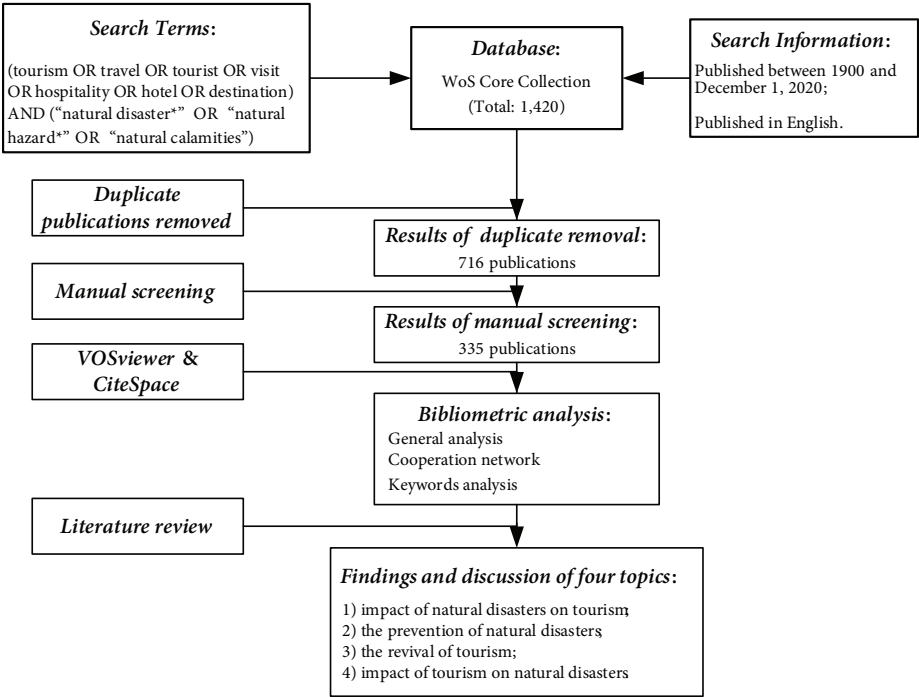 Search Terms:
(tourism OR travel OR tourist OR visit
OR hospitality OR hotel OR destination)
AND (“natural disaster*” OR “natural
hazard*” OR “natural calamities”)
Database:
WoS Core Collection
(Total: 1,420)
Search Information:
Published between 1900 and
December 1, 2020;
Published in English.
Duplicate
publications removed
Results of duplicate removal:
716 publications
Manual screening
Results of manual screening:
335 publications
VOSviewer &
CiteSpace
Bibliometric analysis:
General analysis
Cooperation network
Keywords analysis
Literature review
Findings and discussion of four topics:
1) impact of natural disasters on tourism;
2) the prevention of natural disasters;
3) the revival of tourism;
4) impact of tourism on natural disasters.